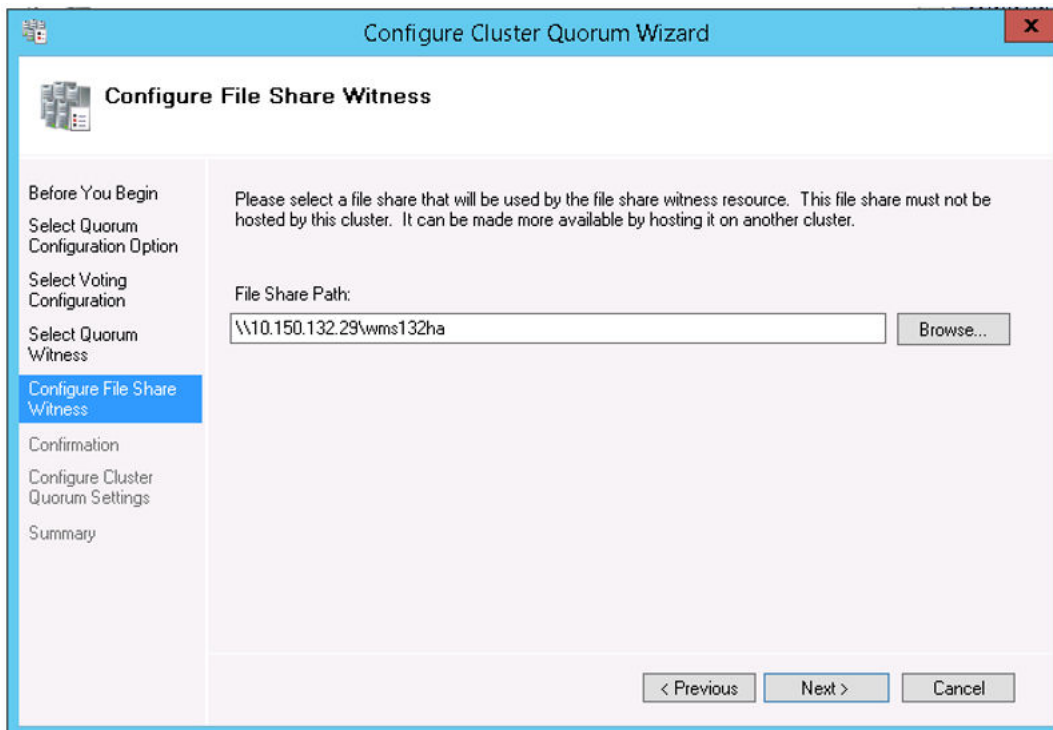 Configure Cluster Quorum Wizard
x
Configure File Share Witness
Before You Begin
Select Quorum
Configuration Option
Select Voting
Configuration
Select Quorum
Witness
Configure File Share
Witness
Confirmation
Configure Cluster
Quorum Settings
Summary
Please select a file share that will be used by the file share witness resource.  This file share must not be
hosted by this cluster.  It can be made more available by hosting it on another cluster.
File Share Path:
\\10.150.132.29\wms132ha
Browse...
< Previous
Next >
Cancel